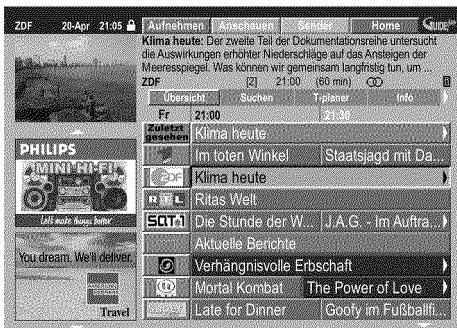 ZDF 20-Apr 21:05 Aufnehmen Anschauen Sender Home GUIDE
Klima heute: Der zweite Teil der Dokumentationsreihe untersucht
die Auswirkungen erhöhter Niederschläge auf das Ansteigen der
Meeresspiegel. Was können wir gemeinsam langfristig tun, um ...
ZDF [2] 21:00 (60 min)
Übersicht Suchen T-planer Info
Fr 21:00 21:30
Zuletzt gesehen Klima heute
Im toten Winkel Staatsjagd mit Da...
ZDF Klima heute
RTL Ritas Welt
SAT.1 Die Stunde der W... J.A.G. - Im Auftra...
Aktuelle Berichte
Verhängnisvolle Erbschaft
Mortal Kombat The Power of Love
Late for Dinner Goofy im Fußballfi...
PHILIPS
MINI HI-FI
Let's make things better
You dream. We'll deliver.
Travel